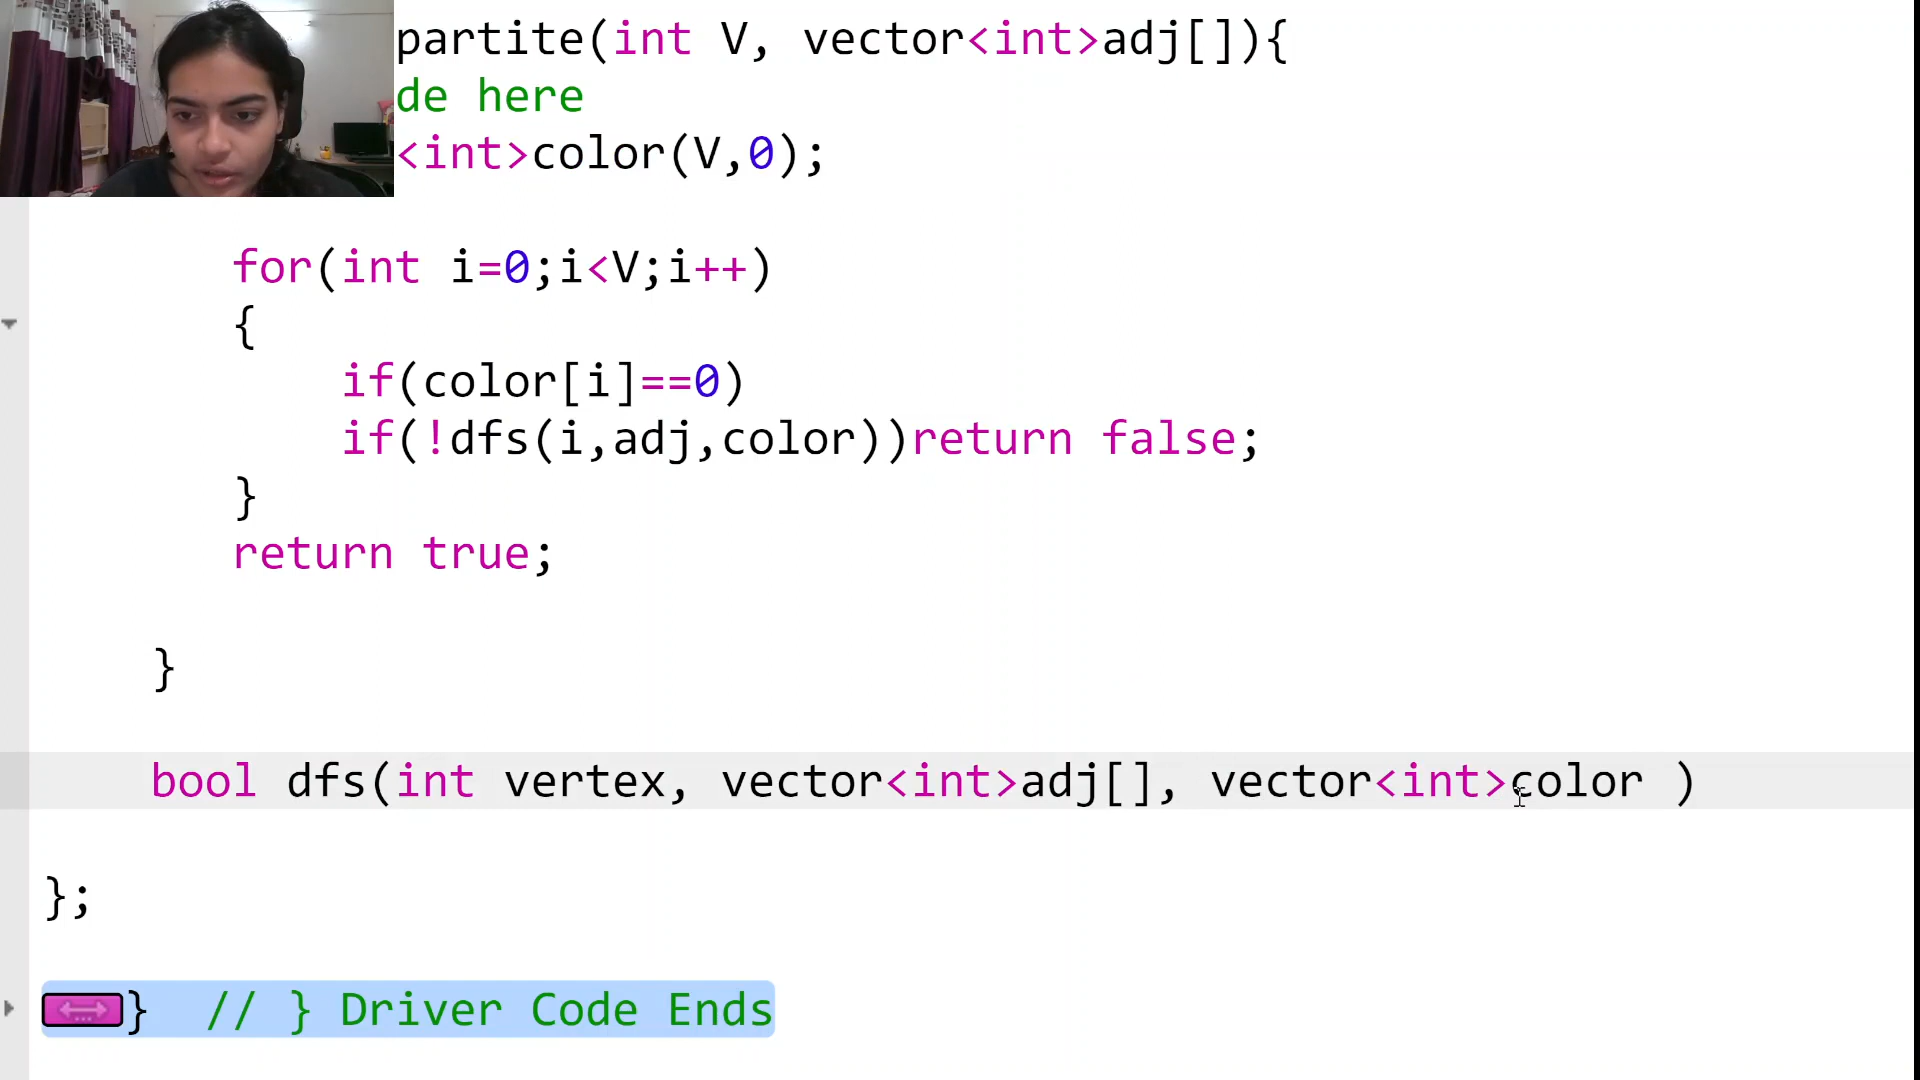 partite(int V, vector<int>adj[]){
de here
<int>color(V,0);
for(int i=0;i<V;i++)
{
if(color[i]==0)
if(!dfs(i,adj,color))return false;
}
return true;
}
bool dfs(int vertex, vector<int>adj[], vector<int>color )
};
} // } Driver Code Ends